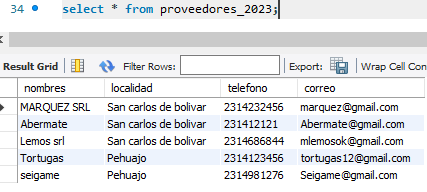 34 select * from proveedores_2023;
Result Grid Filter Rows: Export: Wrap Cell Con
nombres localidad telefono correo
MARQUEZ SRL San carlos de bolivar 2314232456 marquez@gmail.com
Abermate San carlos de bolivar 231412121 Abermate@gmail.com
Lemos srl San carlos de bolivar 2314686844 mlemosok@gmail.com
Tortugas Pehuajo 2314123456 tortugas12@gmail.com
seigame Pehuajo 2314981276 Seigame@gmail.com